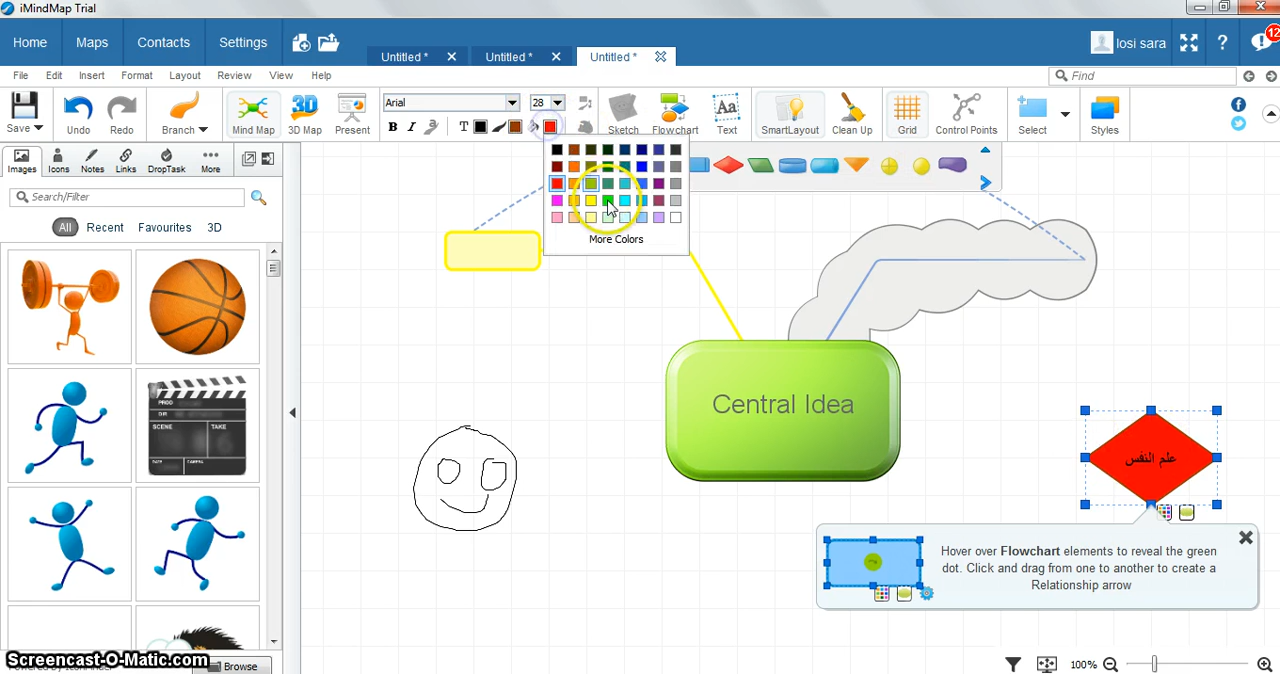 iMindMap Trial
Home Maps Contacts Settings
Untitled * Untitled * Untitled *
losi sara ? 12
File Edit Insert Format Layout Review View Help
Find
Arial 28
B I T
Save Undo Redo Branch Mind Map 3D Map Present Sketch Flowchart Text SmartLayout Clean Up Grid Control Points Select Styles
3D
Aa
Images Icons Notes Links DropTask More
Search/Filter
All Recent Favourites 3D
More Colors
SCENE TAKE
Central Idea
علم النفس
Hover over Flowchart elements to reveal the green
dot. Click and drag from one to another to create a
Relationship arrow
Browse
Screencast-O-Matic.com
100%